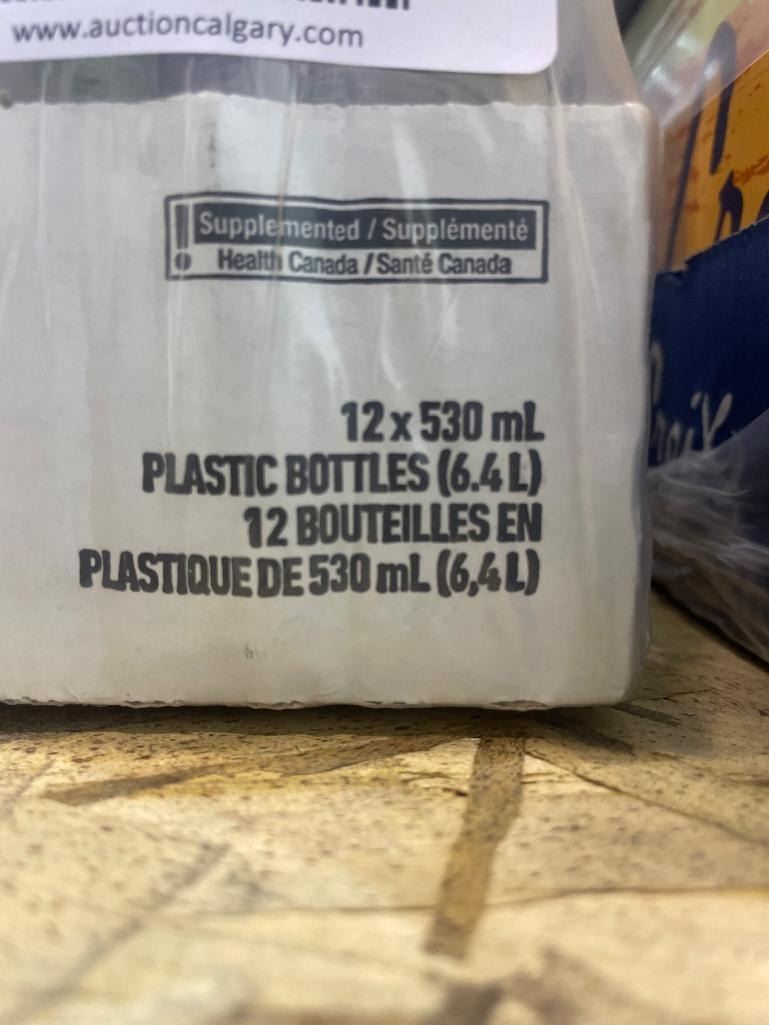 www.auctioncalgary.com
! Supplemented / Supplémenté
Health Canada / Santé Canada
12 x 530 mL
PLASTIC BOTTLES (6.4 L)
12 BOUTEILLES EN
PLASTIQUE DE 530 mL (6,4 L)